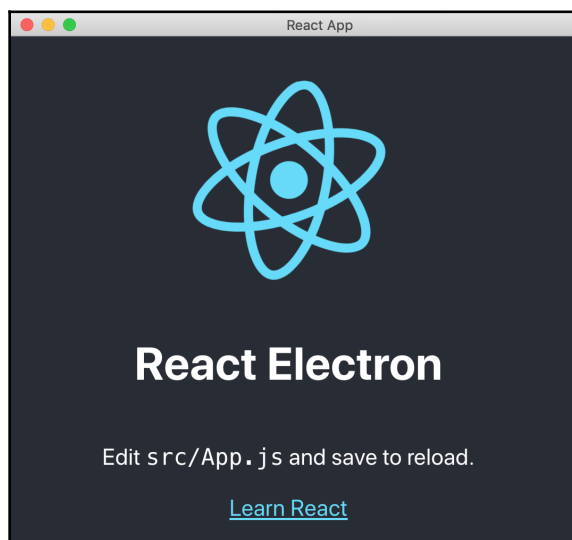 React App
React Electron
Edit src/App.js and save to reload.
Learn React